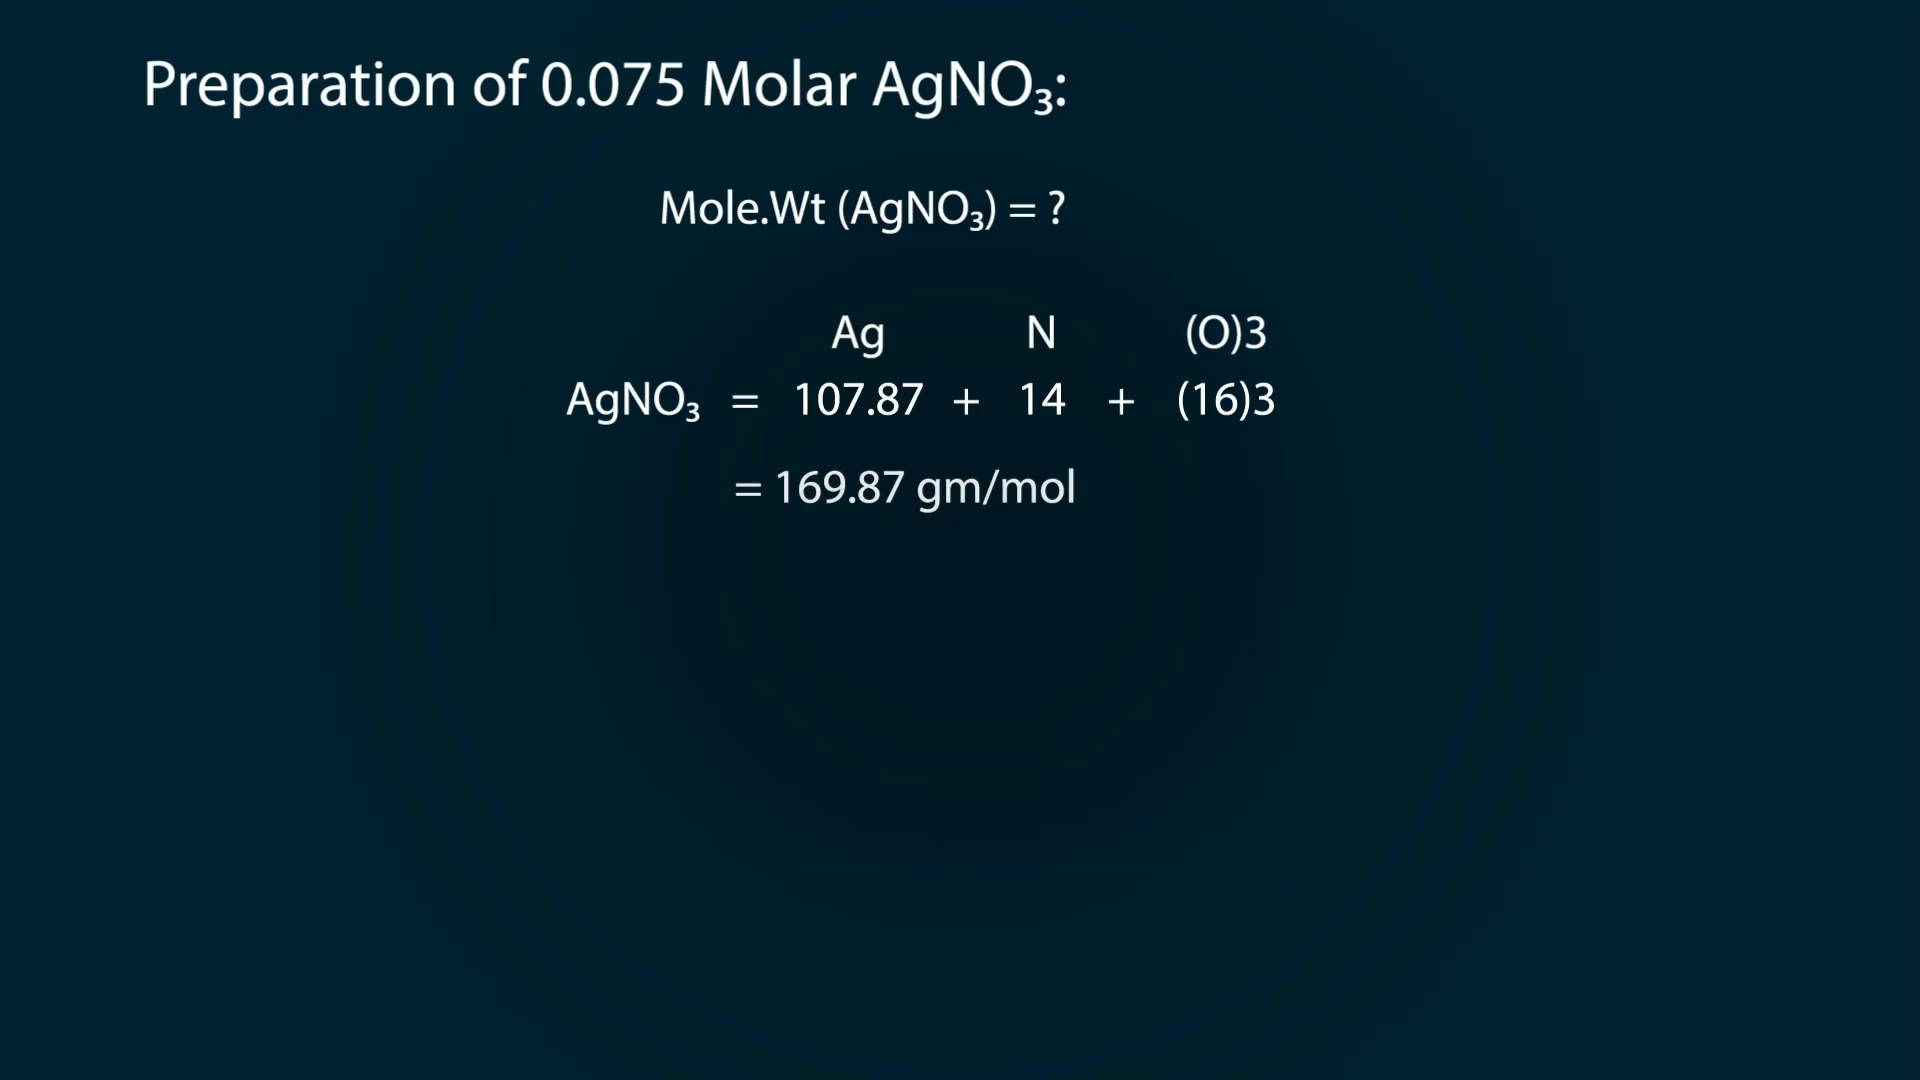 Preparation of 0.075 Molar AgNO₃:
Mole.Wt (AgNO₃) = ?
Ag N (O)3
AgNO₃ = 107.87 + 14 + (16)3
= 169.87 gm/mol